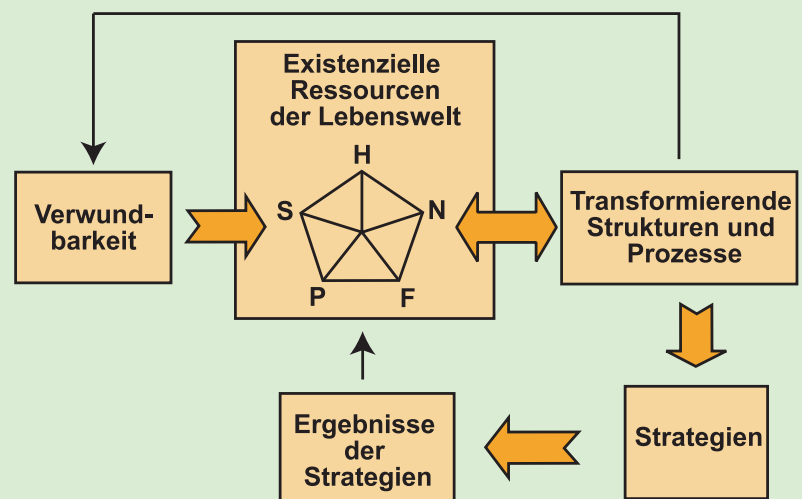 Existenzielle
Ressourcen
der Lebenswelt
H
S
N
P
F
Verwund-
barkeit
Transformierende
Strukturen und
Prozesse
Strategien
Ergebnisse
der
Strategien